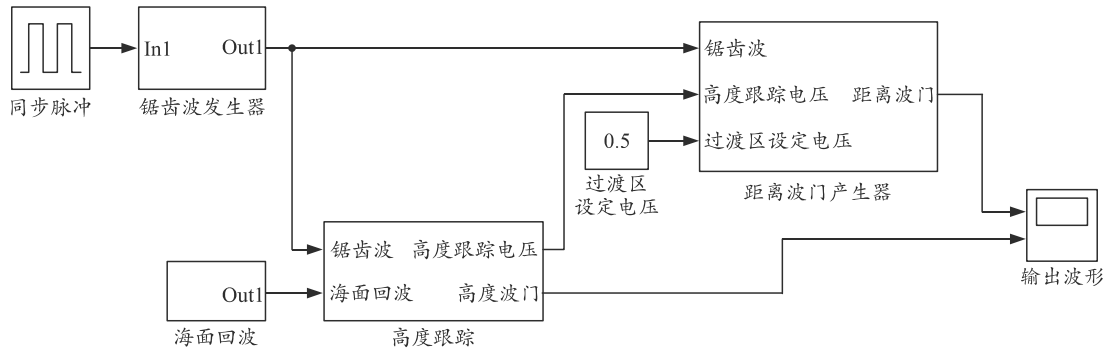 同步脉冲
In1 Out1
锯齿波发生器
锯齿波
高度跟踪电压 距离波门
过渡区设定电压
距离波门产生器
0.5
过渡区
设定电压
锯齿波 高度跟踪电压
海面回波 高度波门
高度跟踪
Out1
海面回波
输出波形